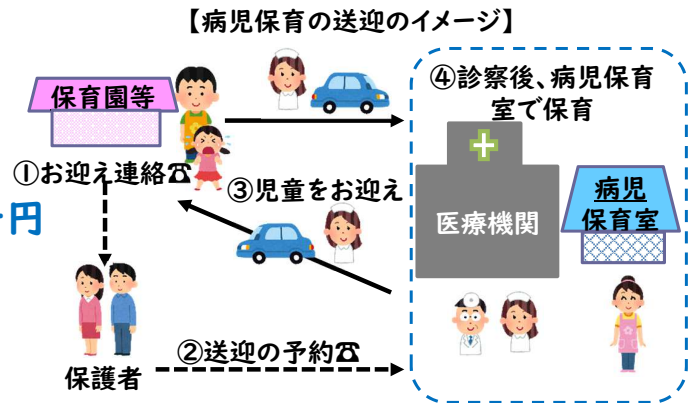 【病児保育の送迎のイメージ】
保育園等
④診察後、病児保育
室で保育
①お迎え連絡☎
③児童をお迎え
円
医療機関
病児
保育室
②送迎の予約☎
保護者